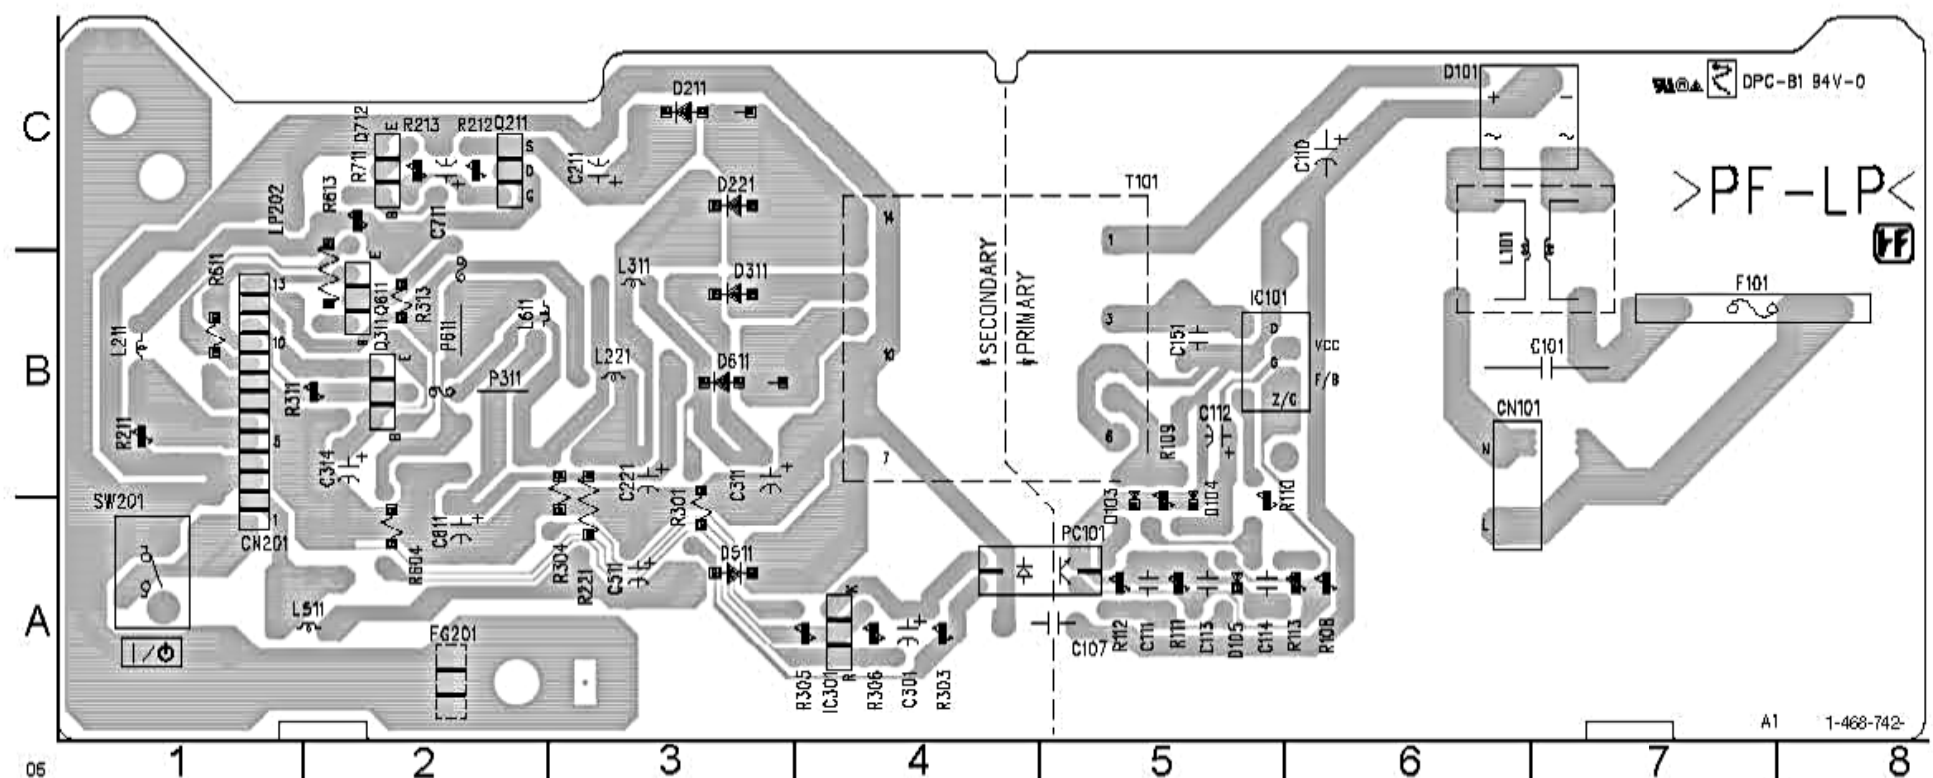 C
B
A
D211
D101
DPC-B1 94V-0
Q712
R213
R212
Q211
E
S
D
G
B
R711
C211
C110
+
−
~
~
T101
>PF-LP<
R613
LP202
D221
C711
14
1
SECONDARY
PRIMARY
L101
R611
E
L311
D311
13
Q611
R313
IC101
F101
L211
10
P611
L611
3
C151
D
VCC
G
F/B
Z/C
C101
B
E
L221
D611
10
P311
R311
C112
CN101
R211
5
B
6
R109
N
C314
C221
C311
7
R301
D103
D104
R110
L
SW201
1
CN201
R604
R304
R221
C511
D511
PC101
L511
K
FG201
R305
IC301
R
R306
C301
R303
C107
R112
C111
R111
C113
D105
C114
R113
R108
A1
1-468-742-
1
2
3
4
5
6
7
8
05